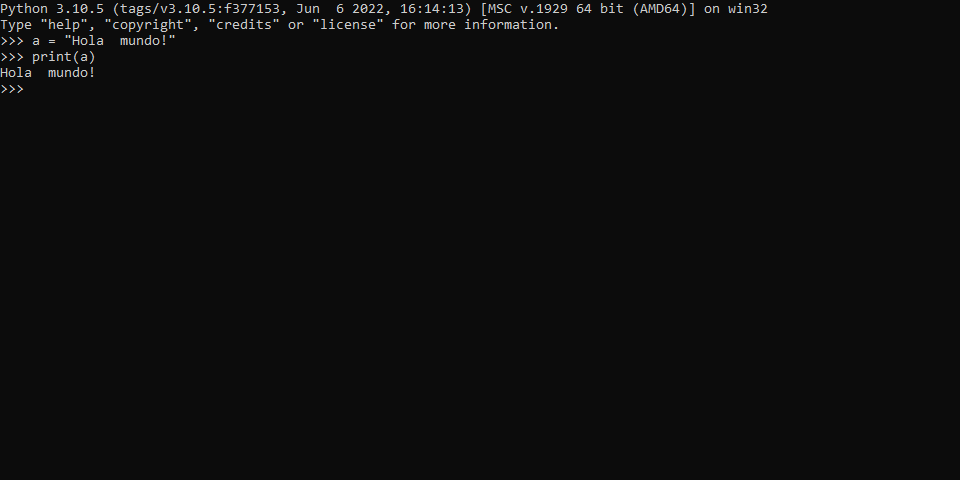 Python 3.10.5 (tags/v3.10.5:f377153, Jun  6 2022, 16:14:13) [MSC v.1929 64 bit (AMD64)] on win32
Type "help", "copyright", "credits" or "license" for more information.
>>> a = "Hola  mundo!"
>>> print(a)
Hola  mundo!
>>>